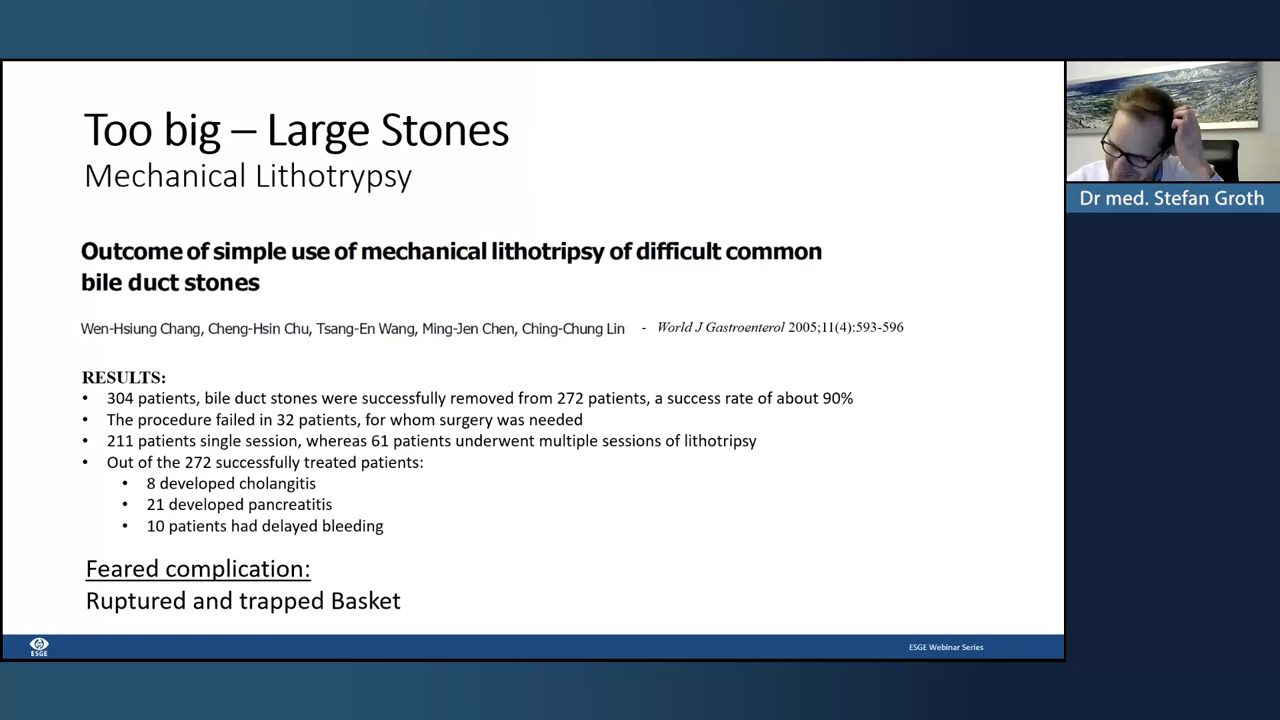 Too big – Large Stones
Mechanical Lithotrypsy
Outcome of simple use of mechanical lithotripsy of difficult common
bile duct stones
Wen-Hsiung Chang, Cheng-Hsin Chu, Tsang-En Wang, Ming-Jen Chen, Ching-Chung Lin - World J Gastroenterol 2005;11(4):593-596
RESULTS:
• 304 patients, bile duct stones were successfully removed from 272 patients, a success rate of about 90%
• The procedure failed in 32 patients, for whom surgery was needed
• 211 patients single session, whereas 61 patients underwent multiple sessions of lithotripsy
• Out of the 272 successfully treated patients:
• 8 developed cholangitis
• 21 developed pancreatitis
• 10 patients had delayed bleeding
Feared complication:
Ruptured and trapped Basket
ESGE
ESGE Webinar Series
Dr med. Stefan Groth